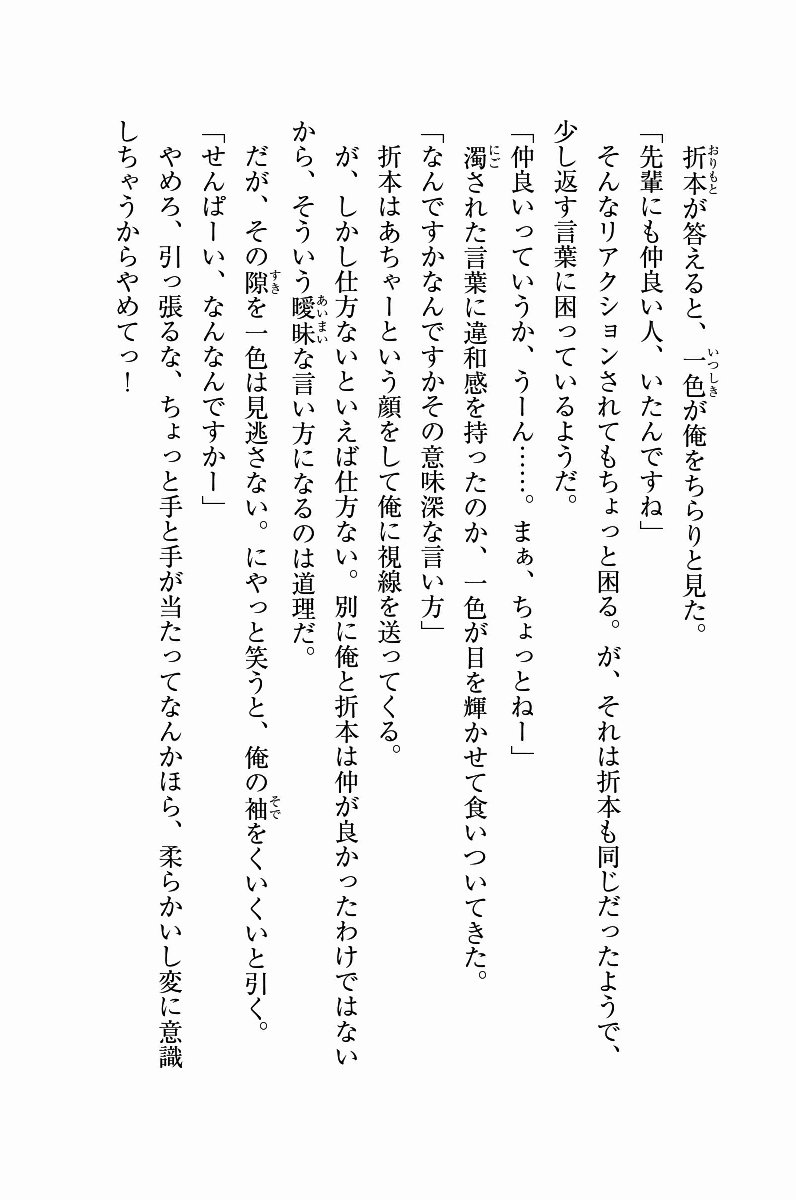 折本が答えると、一色が俺をちらりと見た。
「先輩にも仲良い人、いたんですね」
　そんなリアクションされてもちょっと困る。が、それは折本も同じだったようで、
少し返す言葉に困っているようだ。
「仲良いっていうか、うーん……。まぁ、ちょっとねー」
　濁された言葉に違和感を持ったのか、一色が目を輝かせて食いついてきた。
「なんですかなんですかその意味深な言い方」
　折本はあちゃーという顔をして俺に視線を送ってくる。
　が、しかし仕方ないといえば仕方ない。別に俺と折本は仲が良かったわけではない
から、そういう曖昧な言い方になるのは道理だ。
　だが、その隙を一色は見逃さない。にやっと笑うと、俺の袖をくいくいと引く。
「せんぱーい、なんなんですかー」
　やめろ、引っ張るな、ちょっと手と手が当たってなんかほら、柔らかいし変に意識
しちゃうからやめてっ！